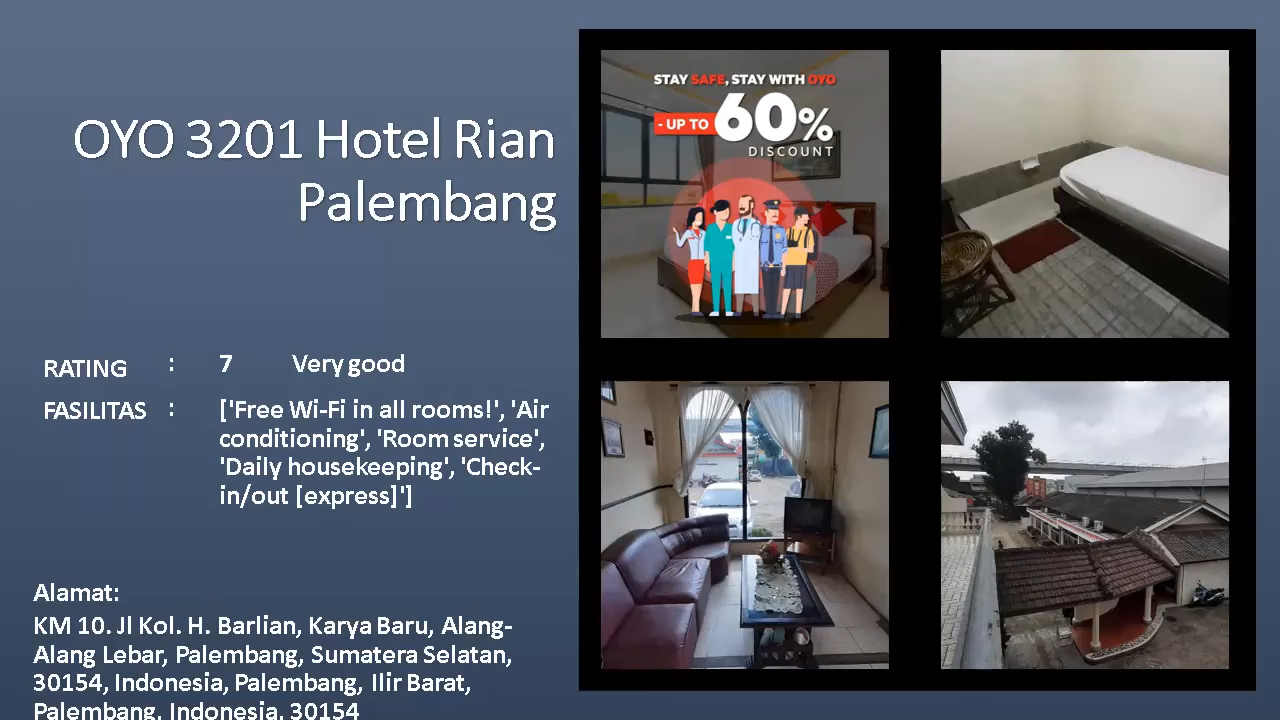 OYO 3201 Hotel Rian
Palembang
RATING : 7 Very good
FASILITAS : ['Free Wi-Fi in all rooms!', 'Air
conditioning', 'Room service',
'Daily housekeeping', 'Check-
in/out [express]']
Alamat:
KM 10. Jl Kol. H. Barlian, Karya Baru, Alang-
Alang Lebar, Palembang, Sumatera Selatan,
30154, Indonesia, Palembang, Ilir Barat,
Palembang, Indonesia, 30154
STAY SAFE, STAY WITH OYO
- UP TO 60%
DISCOUNT